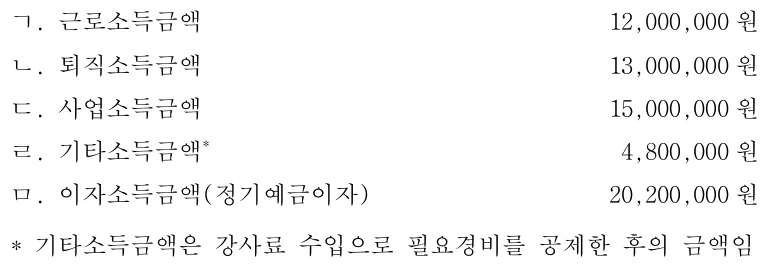 ㄱ. 근로소득금액 12,000,000 원
ㄴ. 퇴직소득금액 13,000,000 원
ㄷ. 사업소득금액 15,000,000 원
ㄹ. 기타소득금액* 4,800,000 원
ㅁ. 이자소득금액(정기예금이자) 20,200,000 원
* 기타소득금액은 강사료 수입으로 필요경비를 공제한 후의 금액임